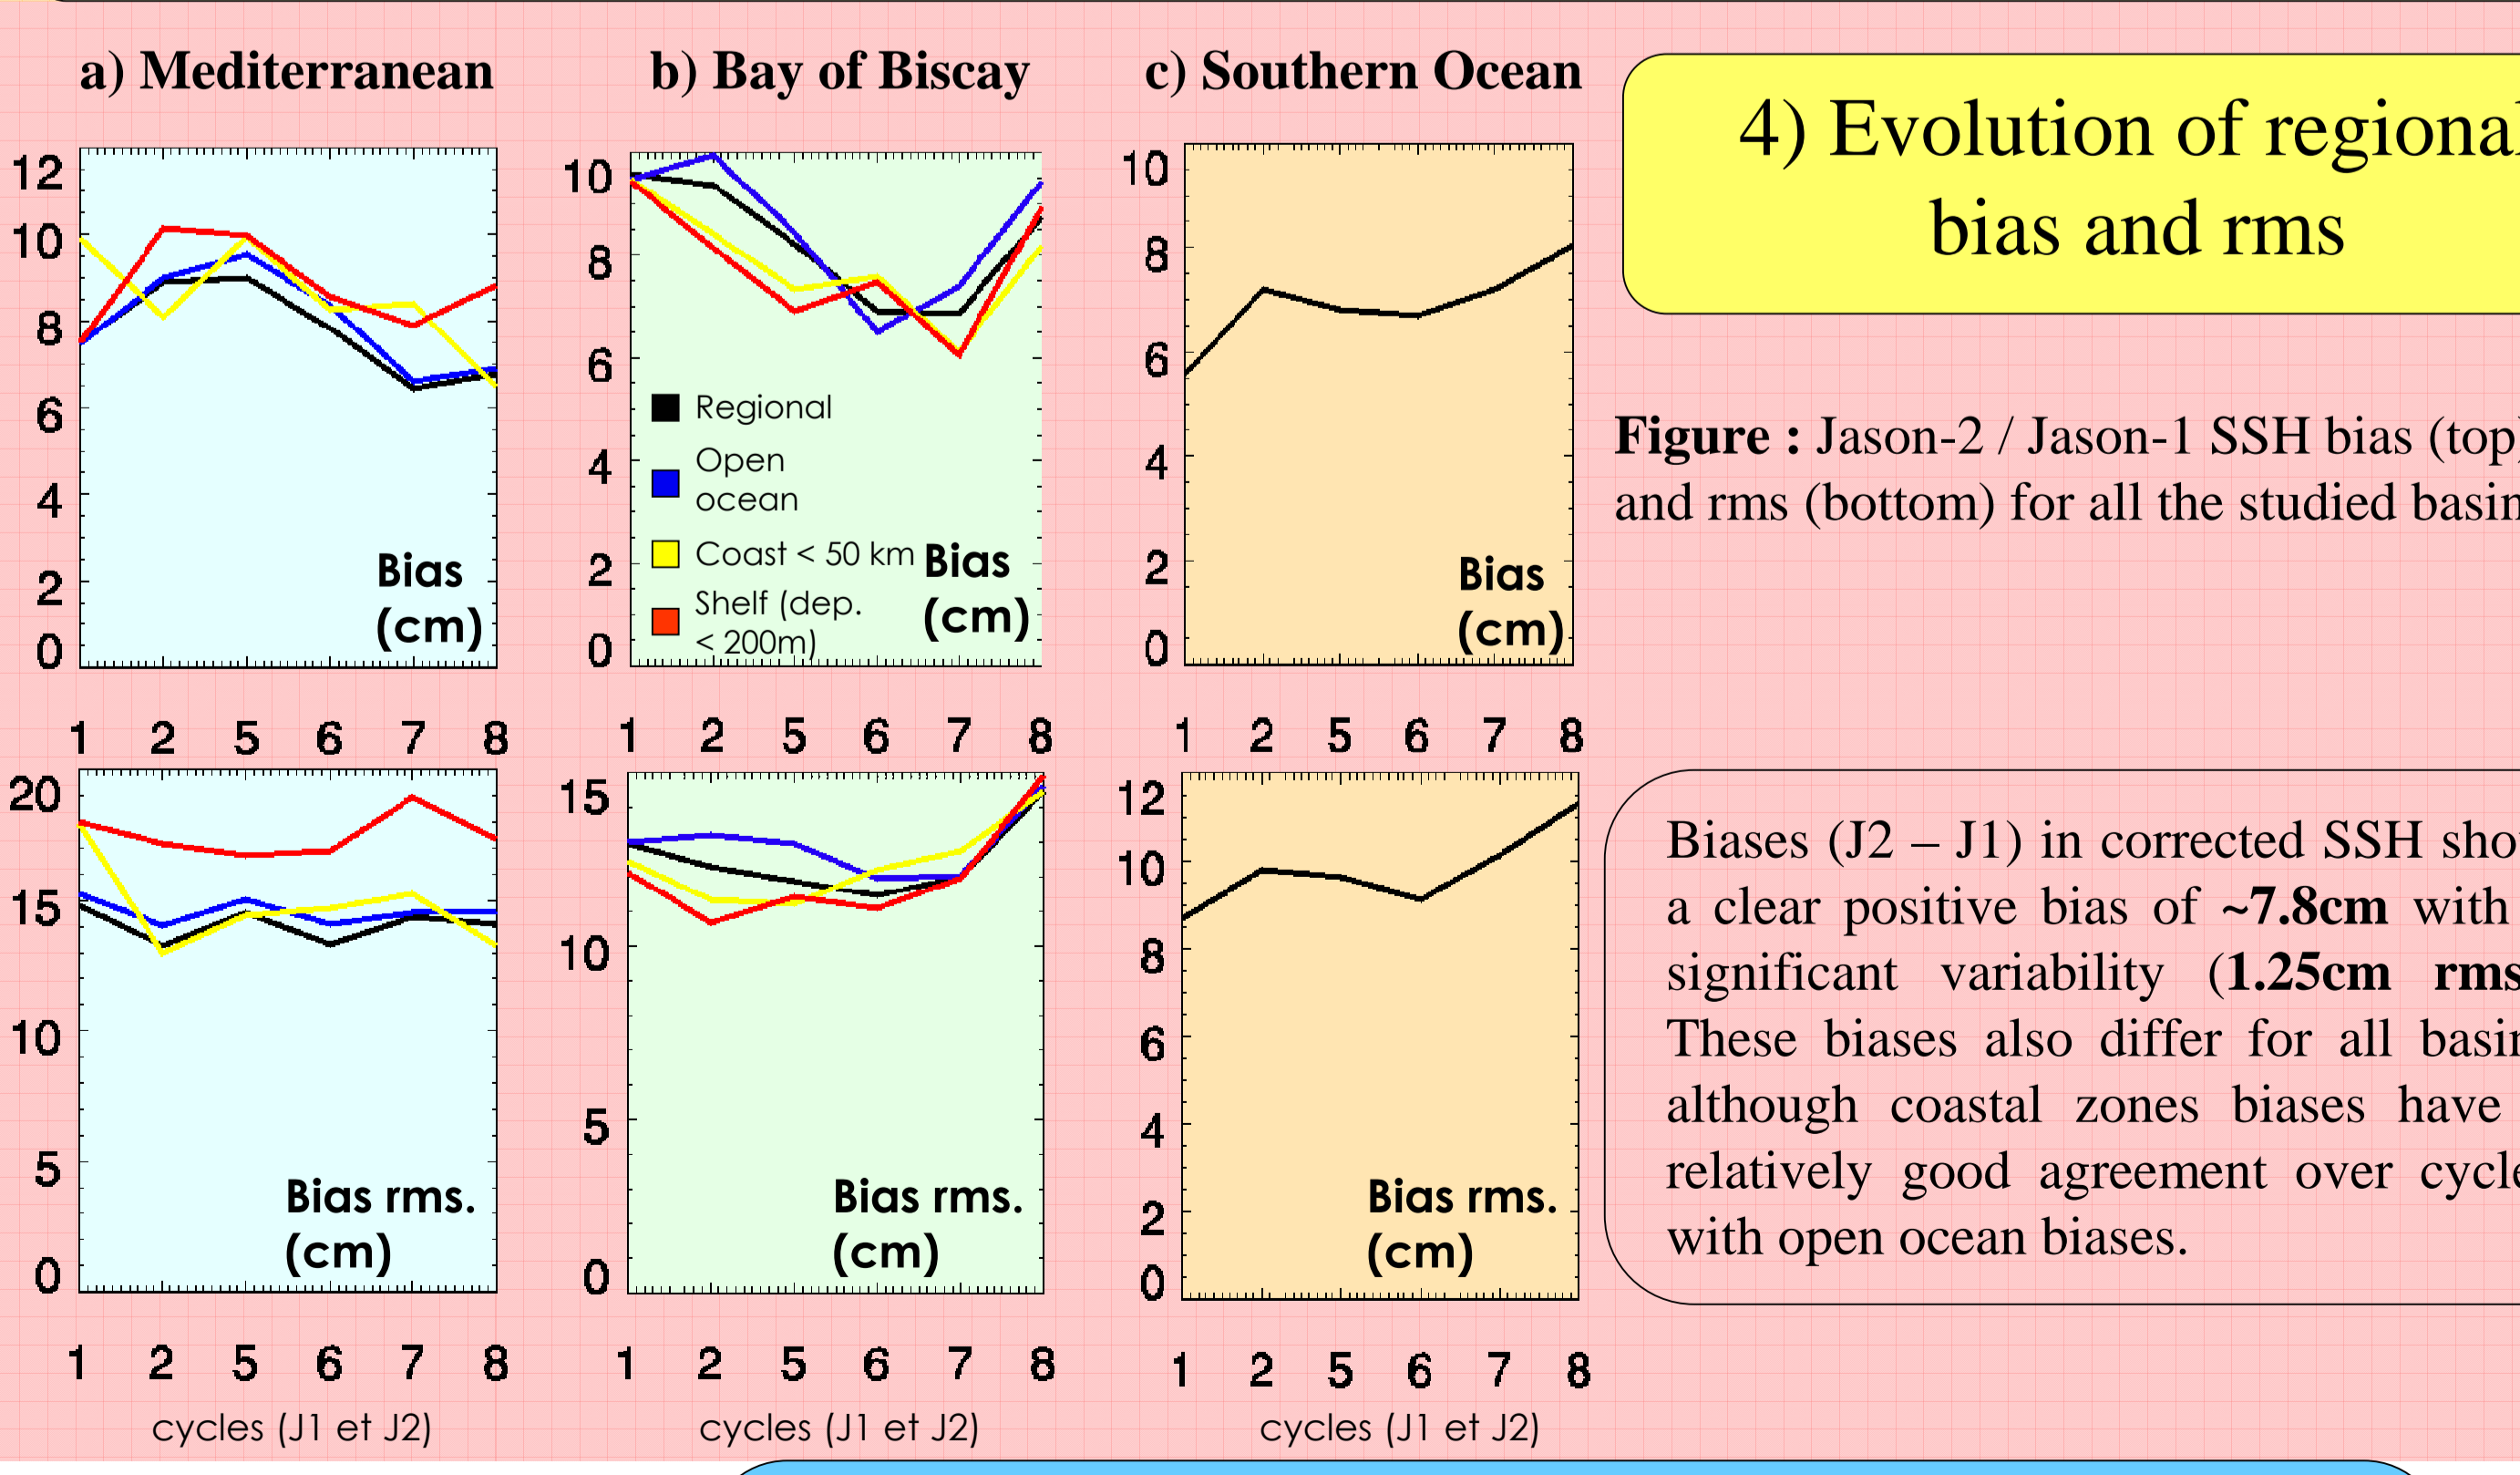 a) Mediterranean
b) Bay of Biscay
c) Southern Ocean
12
10
8
6
4
2
0
Bias
(cm)
1 2 5 6 7 8
10
8
6
4
2
0
Regional
Open
ocean
Coast < 50 km
Shelf (dep.
< 200m)
Bias
(cm)
1 2 5 6 7 8
10
8
6
4
2
0
Bias
(cm)
1 2 5 6 7 8
4) Evolution of regional
bias and rms
Figure : Jason-2 / Jason-1 SSH bias (top)
and rms (bottom) for all the studied basin
20
15
10
5
0
Bias rms.
(cm)
1 2 5 6 7 8
cycles (J1 et J2)
15
10
5
0
Bias rms.
(cm)
1 2 5 6 7 8
cycles (J1 et J2)
12
10
8
6
4
2
0
Bias rms.
(cm)
1 2 5 6 7 8
cycles (J1 et J2)
Biases (J2 – J1) in corrected SSH sho
a clear positive bias of ~7.8cm with
significant variability (1.25cm rms
These biases also differ for all basin
although coastal zones biases have
relatively good agreement over cycle
with open ocean biases.